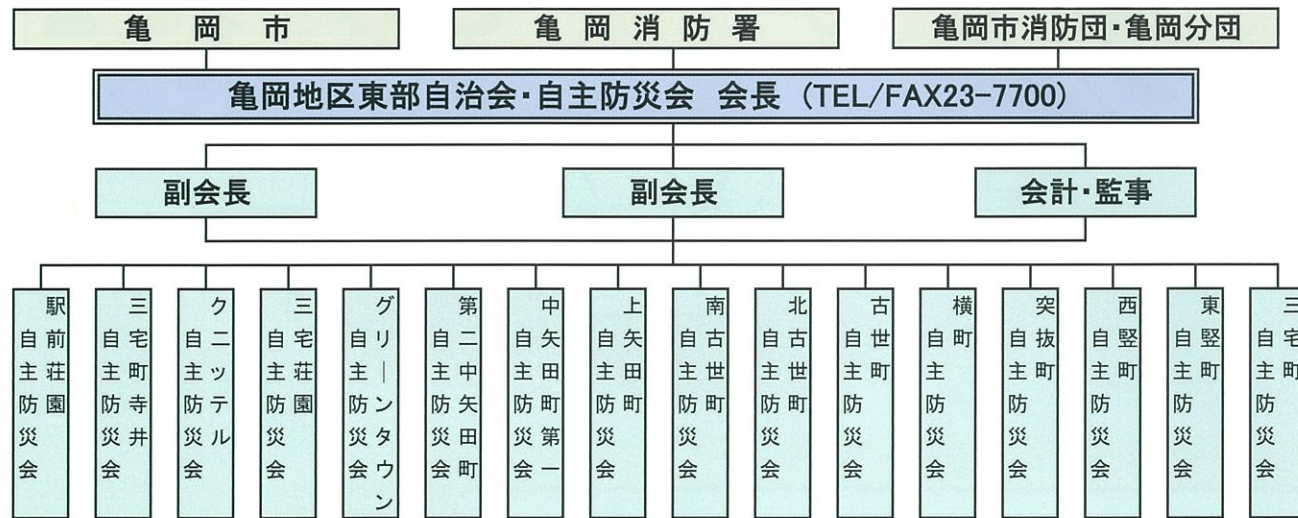 亀岡市
亀岡消防署
亀岡市消防団・亀岡分団
亀岡地区東部自治会・自主防災会 会長 (TEL/FAX23-7700)
副会長
副会長
会計・監事
駅前荘園
自主防災会
三宅町寺井
自主防災会
クニッテル
自主防災会
三宅荘園
自主防災会
グリーンタウン
自主防災会
第二中矢田町
自主防災会
中矢田町第一
自主防災会
上矢田町
自主防災会
南古世町
自主防災会
北古世町
自主防災会
古世町
自主防災会
横町
自主防災会
突抜町
自主防災会
西竪町
自主防災会
東竪町
自主防災会
三宅町
自主防災会